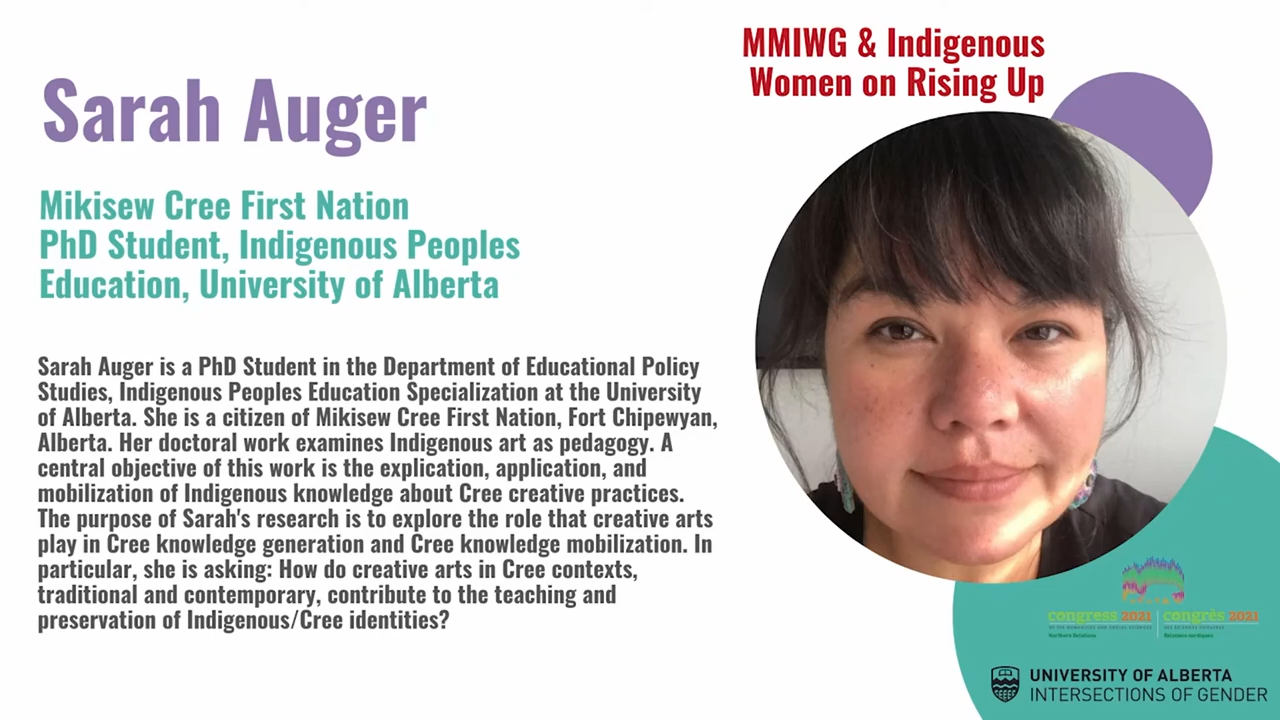 MMIWG & Indigenous
Women on Rising Up
Sarah Auger
Mikisew Cree First Nation
PhD Student, Indigenous Peoples
Education, University of Alberta
Sarah Auger is a PhD Student in the Department of Educational Policy
Studies, Indigenous Peoples Education Specialization at the University
of Alberta. She is a citizen of Mikisew Cree First Nation, Fort Chipewyan,
Alberta. Her doctoral work examines Indigenous art as pedagogy. A
central objective of this work is the explication, application, and
mobilization of Indigenous knowledge about Cree creative practices.
The purpose of Sarah's research is to explore the role that creative arts
play in Cree knowledge generation and Cree knowledge mobilization. In
particular, she is asking: How do creative arts in Cree contexts,
traditional and contemporary, contribute to the teaching and
preservation of Indigenous/Cree identities?
congress 2021 congrès 2021
Northern Relations Relations nordiques
UNIVERSITY OF ALBERTA
INTERSECTIONS OF GENDER